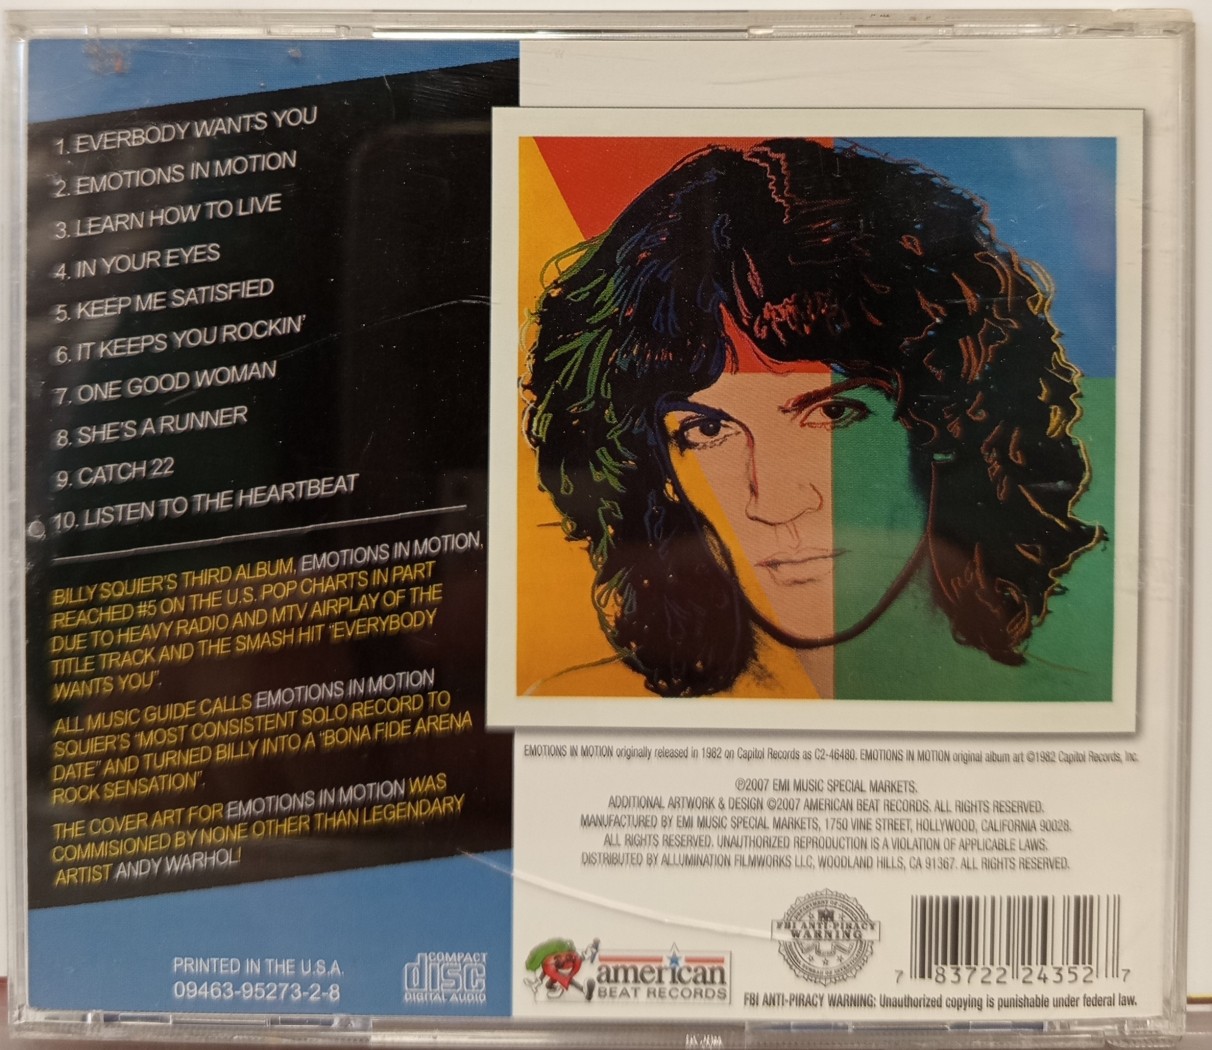 1. EVERBODY WANTS YOU
2. EMOTIONS IN MOTION
3. LEARN HOW TO LIVE
4. IN YOUR EYES
5. KEEP ME SATISFIED
6. IT KEEPS YOU ROCKIN'
7. ONE GOOD WOMAN
8. SHE'S A RUNNER
9. CATCH 22
10. LISTEN TO THE HEARTBEAT
BILLY SQUIER'S THIRD ALBUM, EMOTIONS IN MOTION,
REACHED #5 ON THE U.S. POP CHARTS IN PART
DUE TO HEAVY RADIO AND MTV AIRPLAY OF THE
TITLE TRACK AND THE SMASH HIT "EVERYBODY
WANTS YOU".
ALL MUSIC GUIDE CALLS EMOTIONS IN MOTION
SQUIER'S "MOST CONSISTENT SOLO RECORD TO
DATE" AND TURNED BILLY INTO A "BONA FIDE ARENA
ROCK SENSATION".
THE COVER ART FOR EMOTIONS IN MOTION WAS
COMMISIONED BY NONE OTHER THAN LEGENDARY
ARTIST ANDY WARHOL!
PRINTED IN THE U.S.A.
09463-95273-2-8
COMPACT
disc
DIGITAL AUDIO
EMOTIONS IN MOTION originally released in 1982 on Capitol Records as C2-46480. EMOTIONS IN MOTION original album art ©1982 Capitol Records, Inc.
℗2007 EMI MUSIC SPECIAL MARKETS.
ADDITIONAL ARTWORK & DESIGN ©2007 AMERICAN BEAT RECORDS. ALL RIGHTS RESERVED.
MANUFACTURED BY EMI MUSIC SPECIAL MARKETS, 1750 VINE STREET, HOLLYWOOD, CALIFORNIA 90028.
ALL RIGHTS RESERVED. UNAUTHORIZED REPRODUCTION IS A VIOLATION OF APPLICABLE LAWS.
DISTRIBUTED BY ALLUMINATION FILMWORKS LLC, WOODLAND HILLS, CA 91367. ALL RIGHTS RESERVED.
american
BEAT RECORDS
FBI ANTI-PIRACY
WARNING
7 83722 24352 7
FBI ANTI-PIRACY WARNING: Unauthorized copying is punishable under federal law.